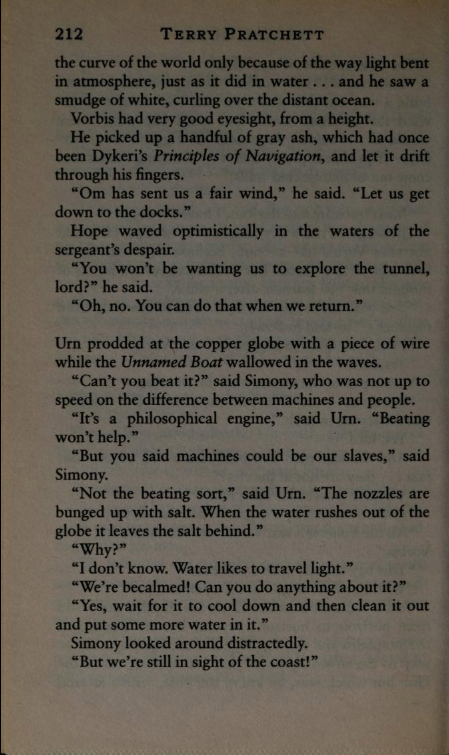 212 TERRY PRATCHETT
the curve of the world only because of the way light bent
in atmosphere, just as it did in water . . . and he saw a
smudge of white, curling over the distant ocean.
Vorbis had very good eyesight, from a height.
He picked up a handful of gray ash, which had once
been Dykeri's Principles of Navigation, and let it drift
through his fingers.
"Om has sent us a fair wind," he said. "Let us get
down to the docks."
Hope waved optimistically in the waters of the
sergeant's despair.
"You won't be wanting us to explore the tunnel,
lord?" he said.
"Oh, no. You can do that when we return."
Urn prodded at the copper globe with a piece of wire
while the Unnamed Boat wallowed in the waves.
"Can't you beat it?" said Simony, who was not up to
speed on the difference between machines and people.
"It's a philosophical engine," said Urn. "Beating
won't help."
"But you said machines could be our slaves," said
Simony.
"Not the beating sort," said Urn. "The nozzles are
bunged up with salt. When the water rushes out of the
globe it leaves the salt behind."
"Why?"
"I don't know. Water likes to travel light."
"We're becalmed! Can you do anything about it?"
"Yes, wait for it to cool down and then clean it out
and put some more water in it."
Simony looked around distractedly.
"But we're still in sight of the coast!"